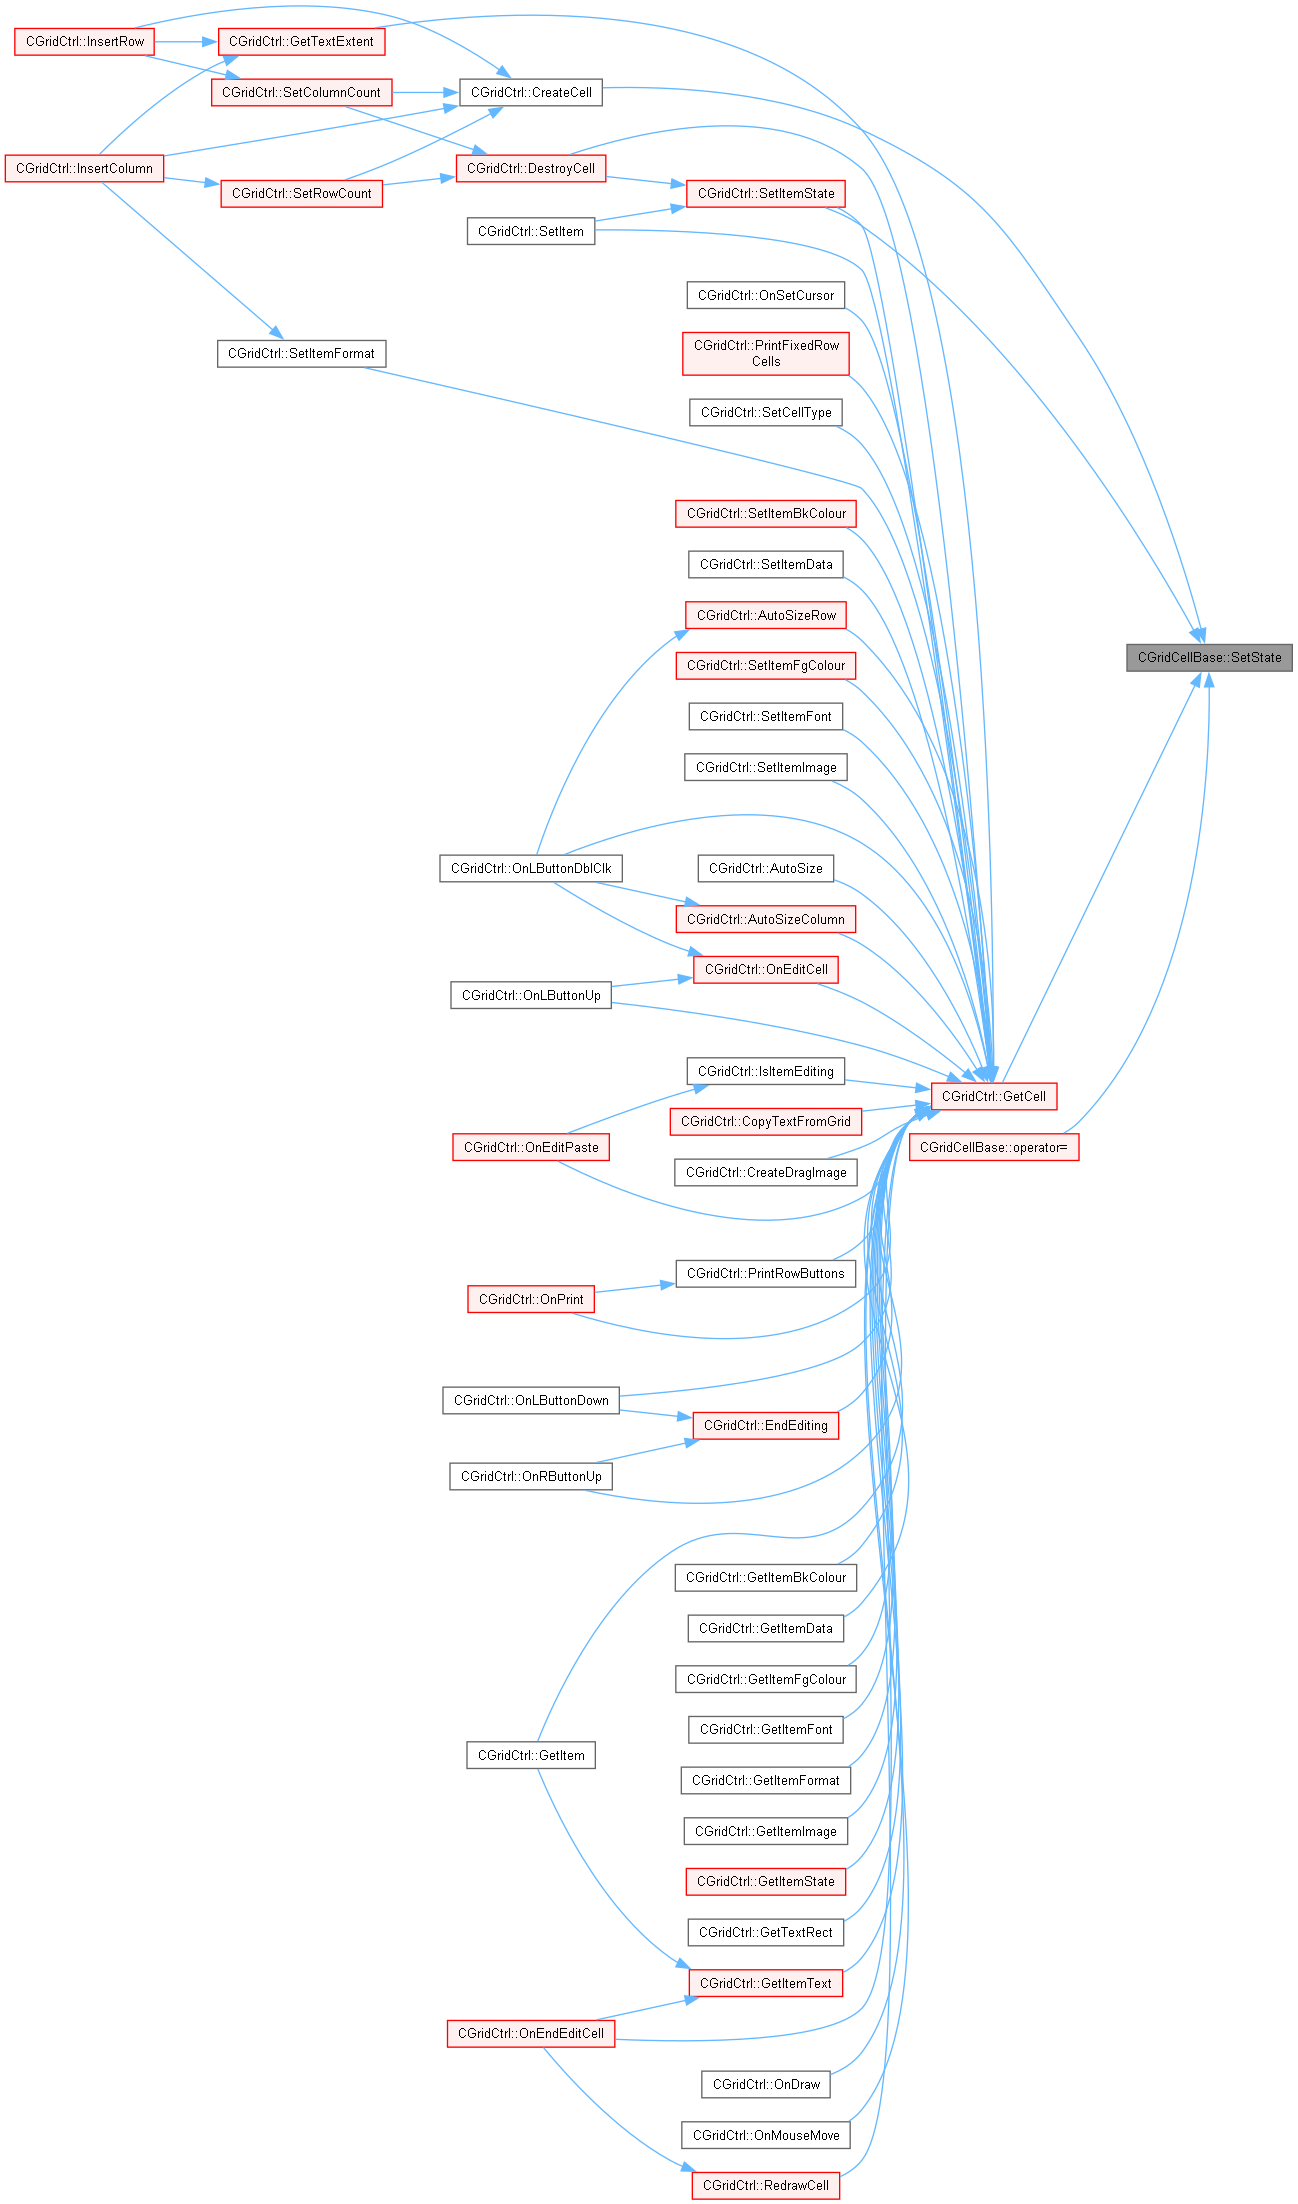 CGridCtrl::InsertRow
CGridCtrl::GetTextExtent
CGridCtrl::SetColumnCount
CGridCtrl::CreateCell
CGridCtrl::InsertColumn
CGridCtrl::DestroyCell
CGridCtrl::SetRowCount
CGridCtrl::SetItemState
CGridCtrl::SetItem
CGridCtrl::OnSetCursor
CGridCtrl::PrintFixedRow
Cells
CGridCtrl::SetItemFormat
CGridCtrl::SetCellType
CGridCtrl::SetItemBkColour
CGridCtrl::SetItemData
CGridCtrl::AutoSizeRow
CGridCtrl::SetItemFgColour
CGridCellBase::SetState
CGridCtrl::SetItemFont
CGridCtrl::SetItemImage
CGridCtrl::OnLButtonDblClk
CGridCtrl::AutoSize
CGridCtrl::AutoSizeColumn
CGridCtrl::OnEditCell
CGridCtrl::OnLButtonUp
CGridCtrl::IsItemEditing
CGridCtrl::GetCell
CGridCtrl::CopyTextFromGrid
CGridCtrl::OnEditPaste
CGridCellBase::operator=
CGridCtrl::CreateDragImage
CGridCtrl::PrintRowButtons
CGridCtrl::OnPrint
CGridCtrl::OnLButtonDown
CGridCtrl::EndEditing
CGridCtrl::OnRButtonUp
CGridCtrl::GetItemBkColour
CGridCtrl::GetItemData
CGridCtrl::GetItemFgColour
CGridCtrl::GetItemFont
CGridCtrl::GetItem
CGridCtrl::GetItemFormat
CGridCtrl::GetItemImage
CGridCtrl::GetItemState
CGridCtrl::GetTextRect
CGridCtrl::GetItemText
CGridCtrl::OnEndEditCell
CGridCtrl::OnDraw
CGridCtrl::OnMouseMove
CGridCtrl::RedrawCell